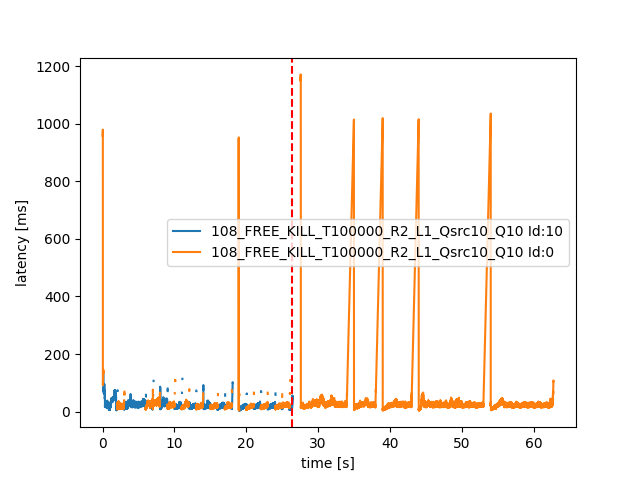 1200
1000
800
600
400
200
0
latency [ms]
108_FREE_KILL_T100000_R2_L1_Qsrc10_Q10 Id:10
108_FREE_KILL_T100000_R2_L1_Qsrc10_Q10 Id:0
0 10 20 30 40 50 60
time [s]